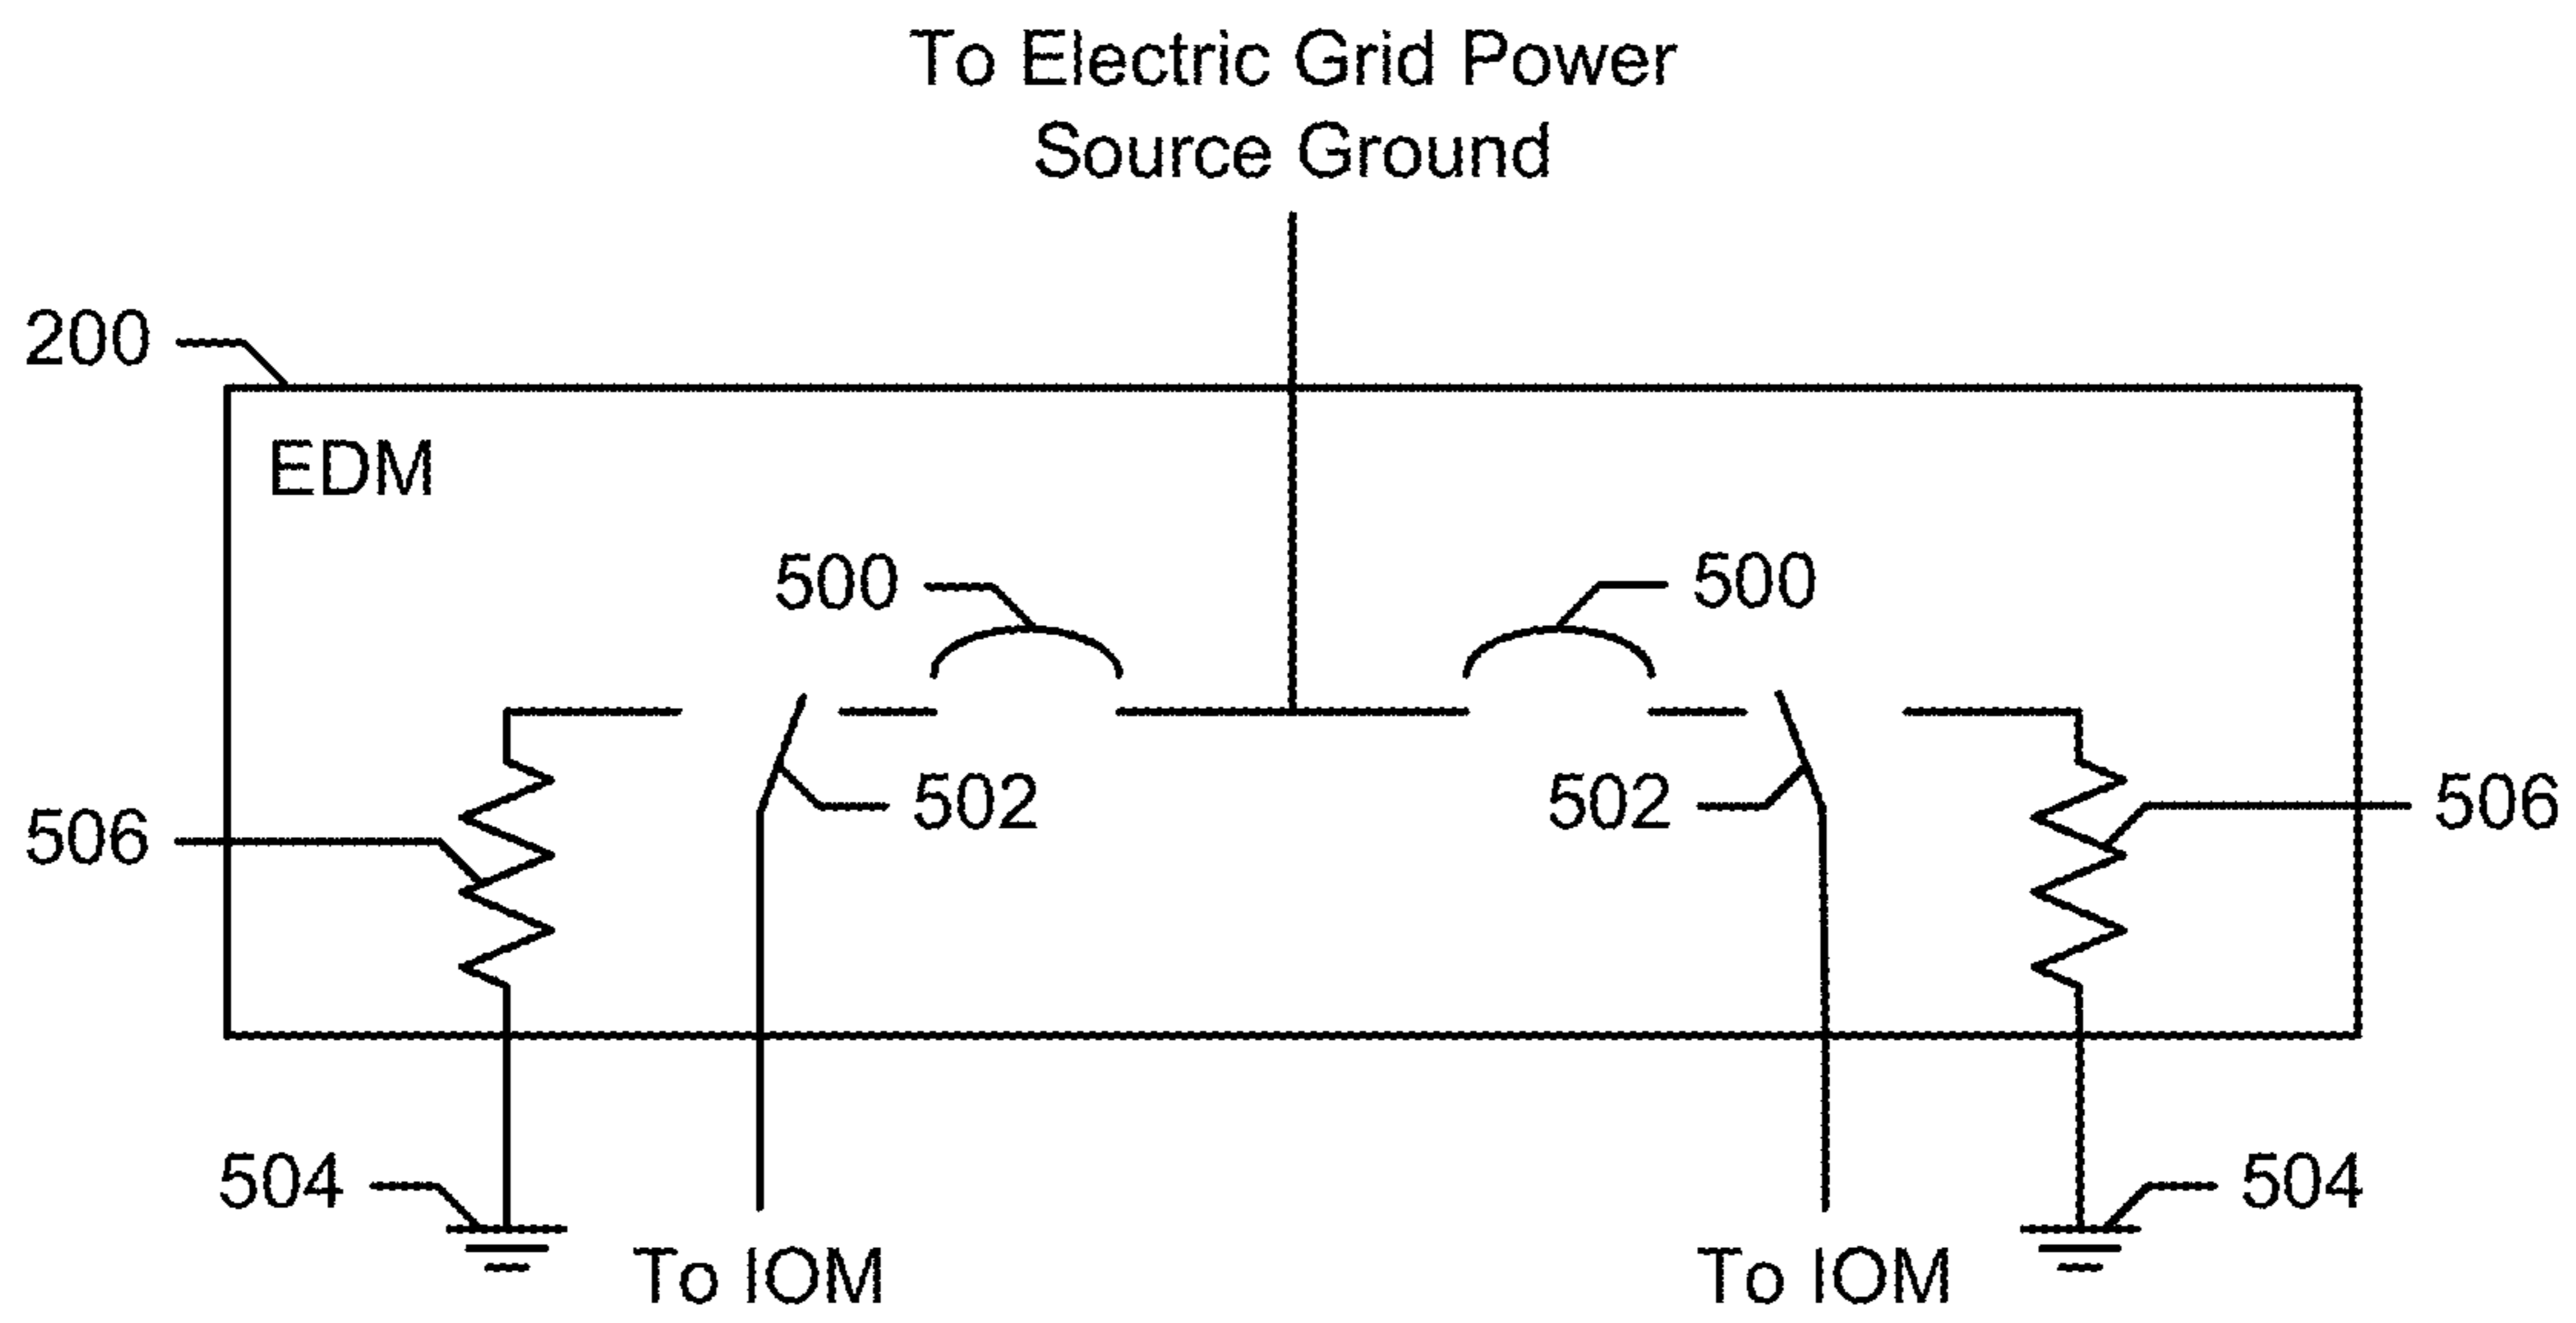 To Electric Grid Power
Source Ground
200
EDM
500 500
502 502
506 506
504 504
To IOM To IOM